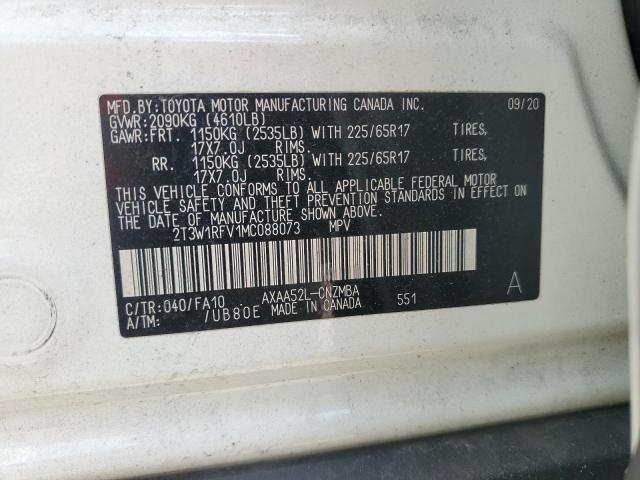 MFD.BY:TOYOTA MOTOR MANUFACTURING CANADA INC. 09/20
GVWR:2090KG (4610LB)
GAWR:FRT. 1150KG (2535LB) WITH 225/65R17 TIRES,
17X7.0J RIMS.
RR. 1150KG (2535LB) WITH 225/65R17 TIRES,
17X7.0J RIMS.
THIS VEHICLE CONFORMS TO ALL APPLICABLE FEDERAL MOTOR
VEHICLE SAFETY AND THEFT PREVENTION STANDARDS IN EFFECT ON
THE DATE OF MANUFACTURE SHOWN ABOVE.
2T3W1RFV1MC088073 MPV
C/TR:040/FA10 AXAA52L-CNZMBA 551 A
A/TM: /UB80E MADE IN CANADA